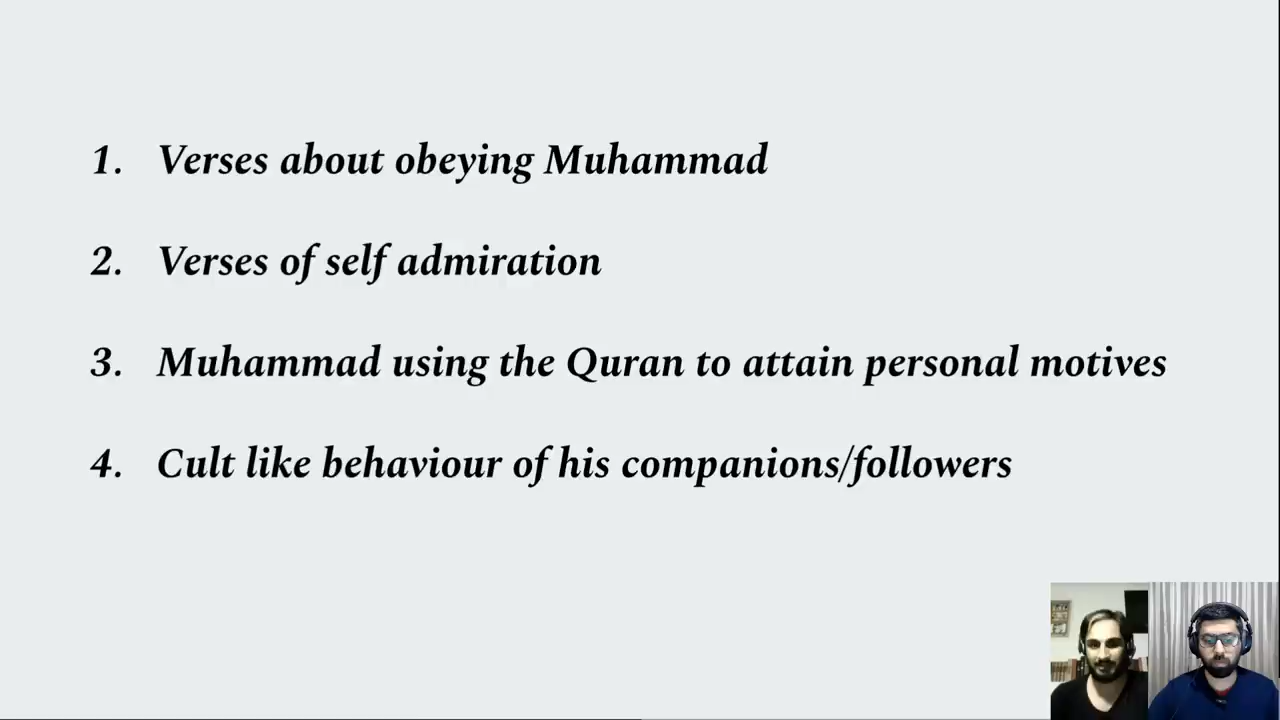 1. Verses about obeying Muhammad
2. Verses of self admiration
3. Muhammad using the Quran to attain personal motives
4. Cult like behaviour of his companions/followers